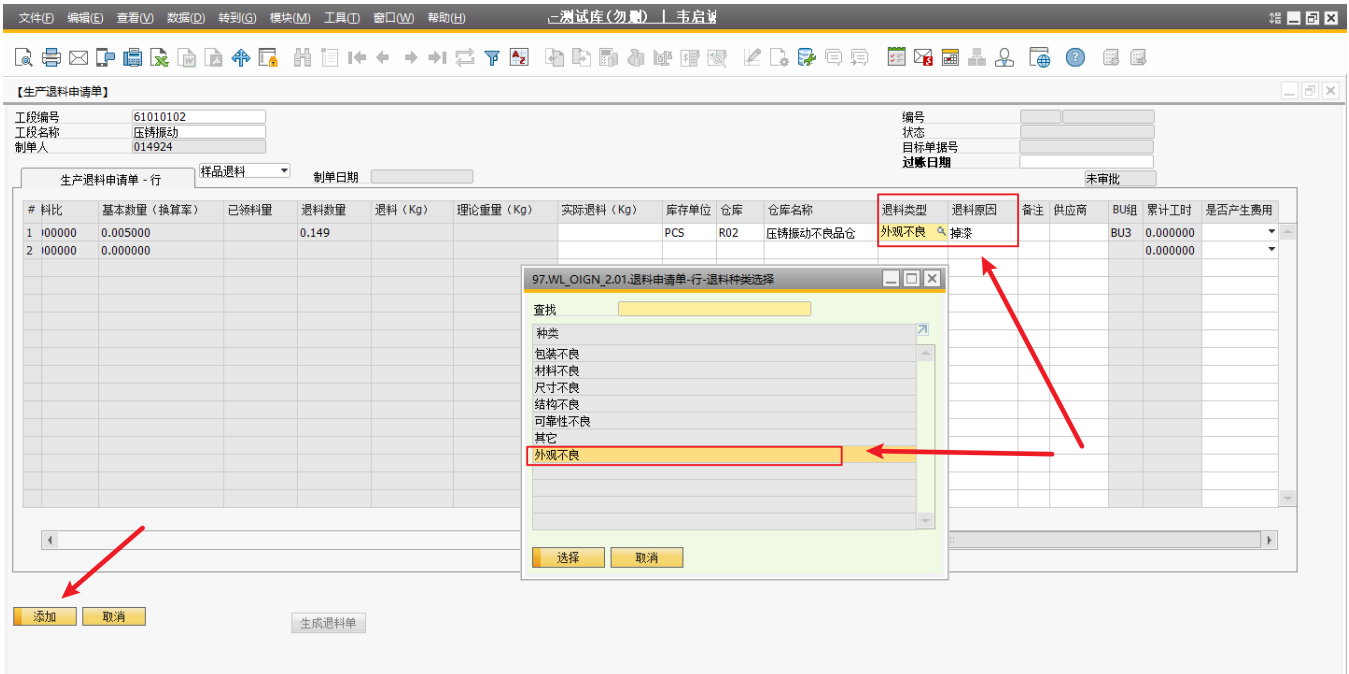 文件(F) 编辑(E) 查看(V) 数据(D) 转到(G) 模块(M) 工具(T) 窗口(W) 帮助(H) 测试库(勿删) | 韦启
【生产退料申请单】
工段编号 61010102 编号
工段名称 压铸振动 状态
制单人 014924 目标单据号
过账日期
生产退料申请单 - 行 样品退料 制单日期 未审批
# 料比 基本数量（换算率） 已领料量 退料数量 退料（Kg） 理论重量（Kg） 实际退料（Kg） 库存单位 仓库 仓库名称 退料类型 退料原因 备注 供应商 BU组 累计工时 是否产生费用
1 00000 0.005000 0.149 PCS R02 压铸振动不良品仓 外观不良 掉漆 BU3 0.000000
2 00000 0.000000 0.000000
97.WL_OIGN_2.01.退料申请单-行-退料种类选择
查找
种类
包装不良
材料不良
尺寸不良
结构不良
可靠性不良
其它
外观不良
选择 取消
添加 取消 生成退料单